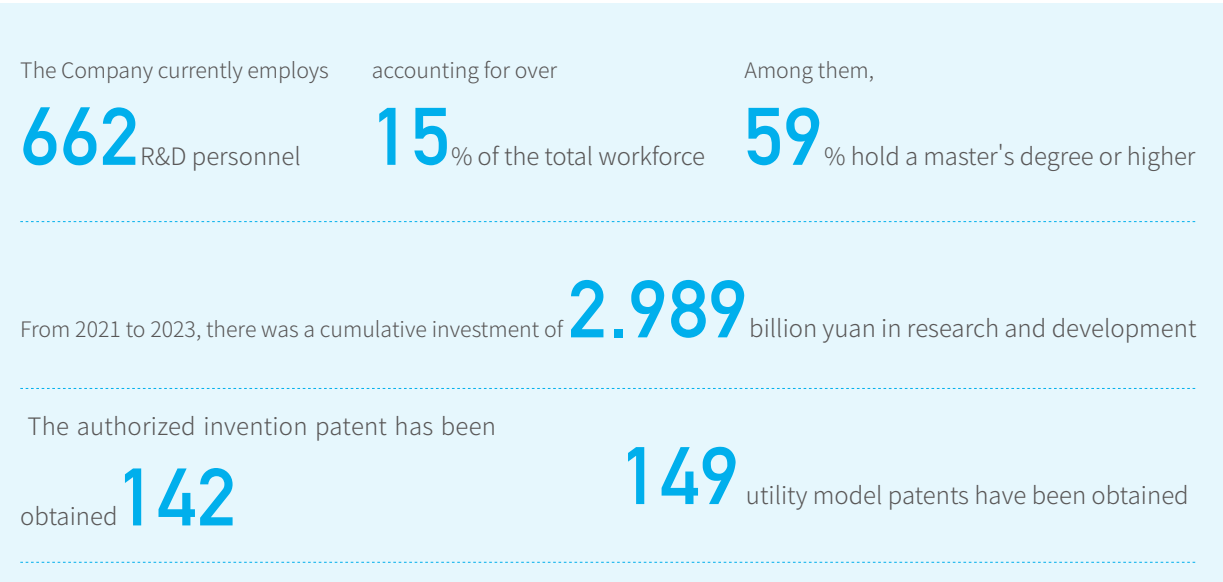 The Company currently employs
662 R&D personnel
accounting for over
15 % of the total workforce
Among them,
59 % hold a master's degree or higher
From 2021 to 2023, there was a cumulative investment of 2.989 billion yuan in research and development
The authorized invention patent has been
obtained 142
149 utility model patents have been obtained